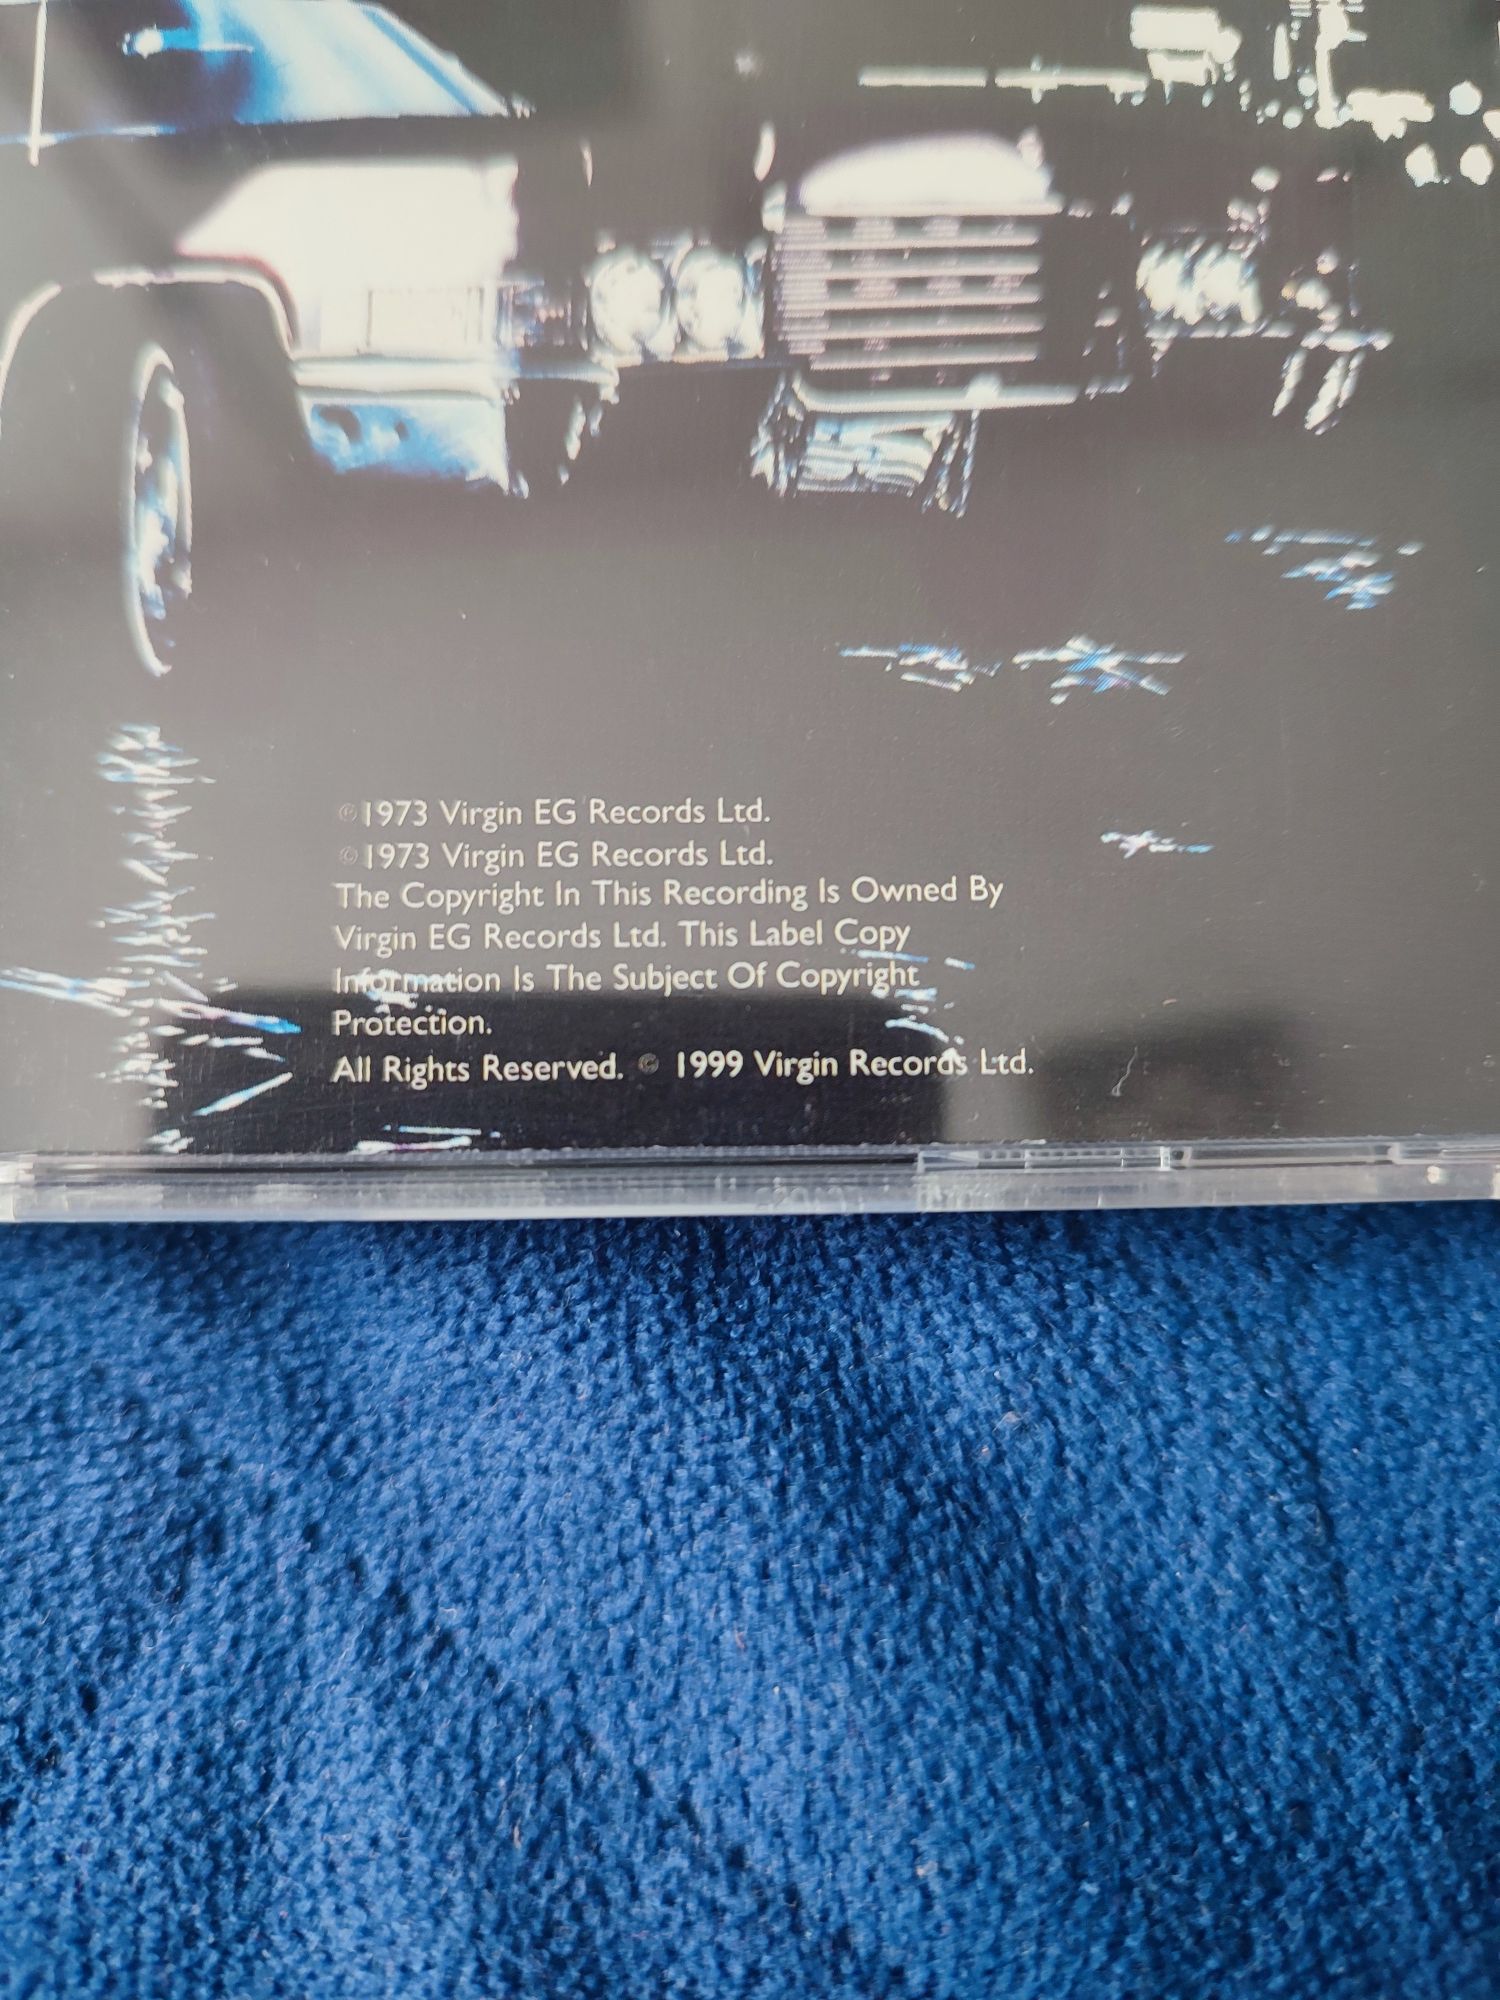 ℗1973 Virgin EG Records Ltd.
©1973 Virgin EG Records Ltd.
The Copyright In This Recording Is Owned By
Virgin EG Records Ltd. This Label Copy
Information Is The Subject Of Copyright
Protection.
All Rights Reserved. © 1999 Virgin Records Ltd.